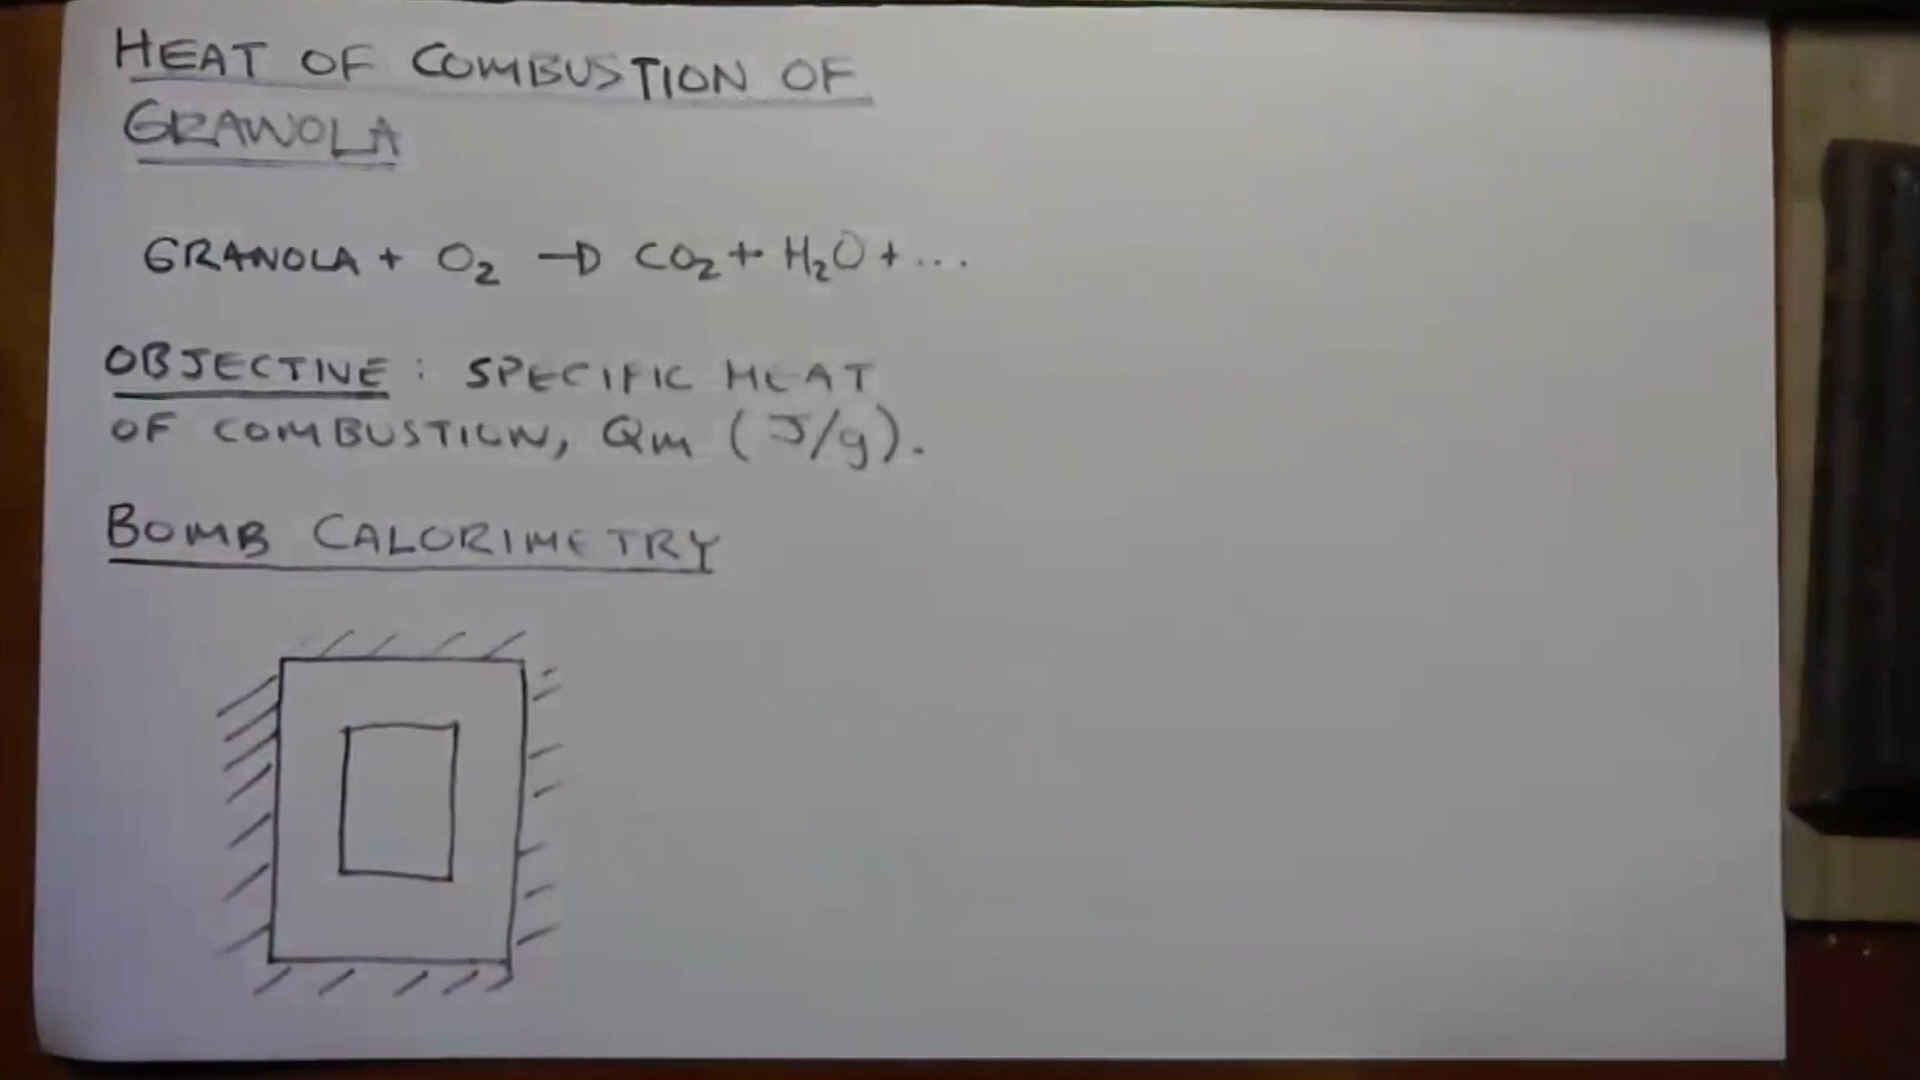 HEAT OF COMBUSTION OF
GRANOLA
GRANOLA + O2 → CO2 + H2O + ...
OBJECTIVE : SPECIFIC HEAT
OF COMBUSTION, Qm (J/g).
BOMB CALORIMETRY